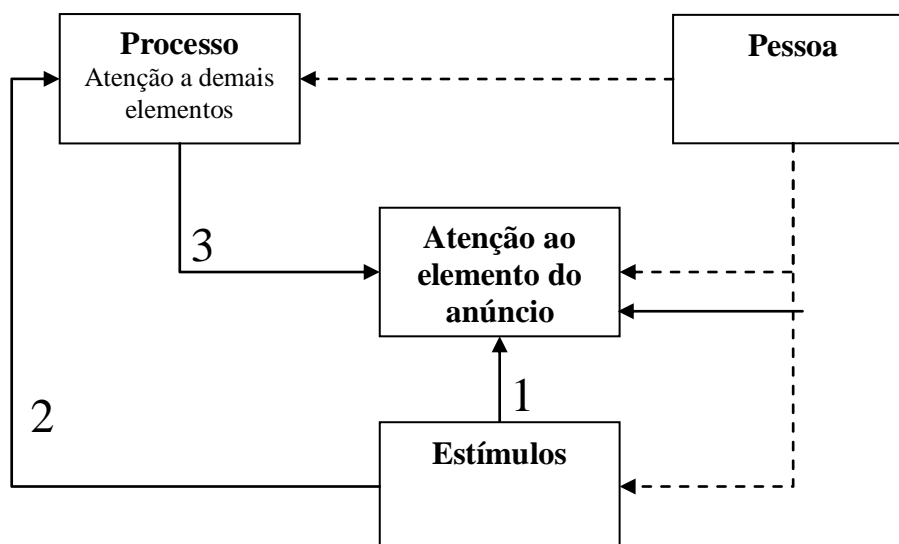 Processo
Atenção a demais
elementos
Pessoa
3
Atenção ao
elemento do
anúncio
1
2
Estímulos